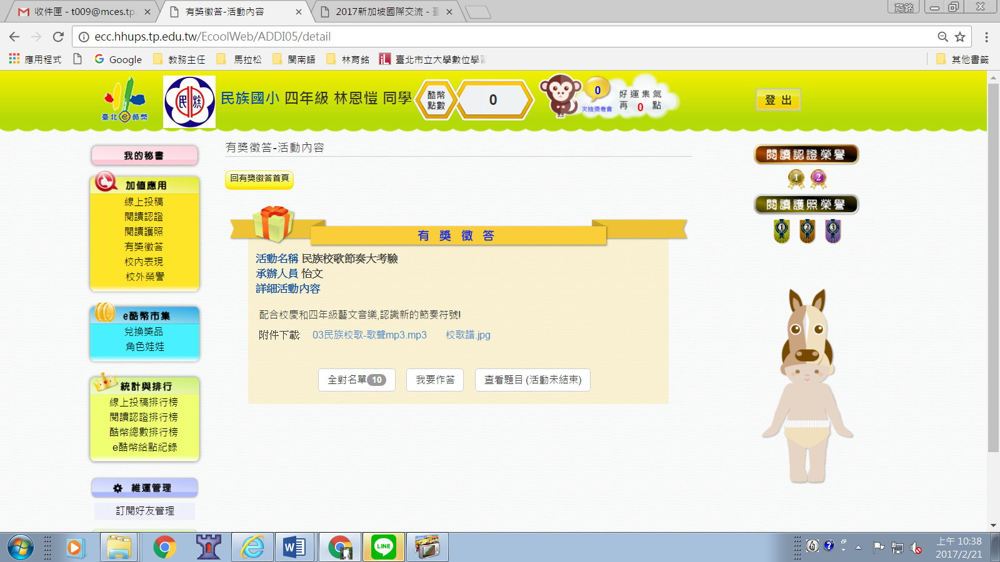 收件匣 - t009@mces.tp.
有獎徵答-活動內容
2017新加坡國際交流 - 臺
育銘
ecc.hhups.tp.edu.tw/EcoolWeb/ADDI05/detail
應用程式
Google
教務主任
馬拉松
閩南語
林育銘
臺北市立大學數位學習
其他書籤
臺北e酷幣
民族
民族國小 四年級 林恩愷 同學
酷幣
點數
0
0
次抽獎機會
好運集氣
再 0 點
登 出
我的秘書
加值應用
線上投稿
閱讀認證
閱讀護照
有獎徵答
校內表現
校外榮譽
e酷幣市集
兌換獎品
角色娃娃
統計與排行
線上投稿排行榜
閱讀認證排行榜
酷幣總數排行榜
e酷幣給點紀錄
維運管理
訂閱好友管理
有獎徵答-活動內容
回有獎徵答首頁
有 獎 徵 答
活動名稱 民族校歌節奏大考驗
承辦人員 怡文
詳細活動內容
配合校慶和四年級藝文音樂,認識新的節奏符號!
附件下載: 03民族校歌-歌聲mp3.mp3 校歌譜.jpg
全對名單 10
我要作答
查看題目 (活動未結束)
閱讀認證榮譽
1 2
閱讀護照榮譽
1 2 3
LINE
上午 10:38
2017/2/21